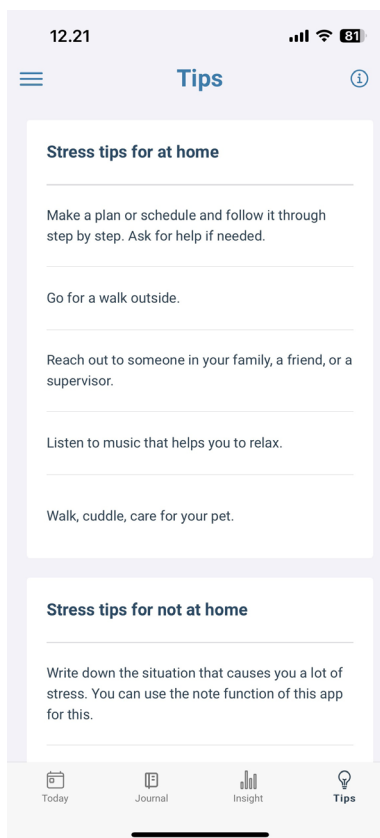 12.21
81
Tips
Stress tips for at home
Make a plan or schedule and follow it through
step by step. Ask for help if needed.
Go for a walk outside.
Reach out to someone in your family, a friend, or a
supervisor.
Listen to music that helps you to relax.
Walk, cuddle, care for your pet.
Stress tips for not at home
Write down the situation that causes you a lot of
stress. You can use the note function of this app
for this.
Today
Journal
Insight
Tips